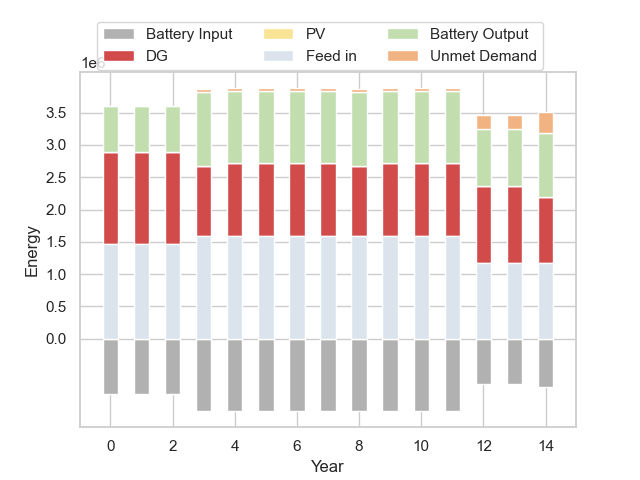 Battery Input PV Battery Output
DG Feed in Unmet Demand
1e6
3.5
3.0
2.5
2.0
1.5
1.0
0.5
0.0
Energy
0 2 4 6 8 10 12 14
Year